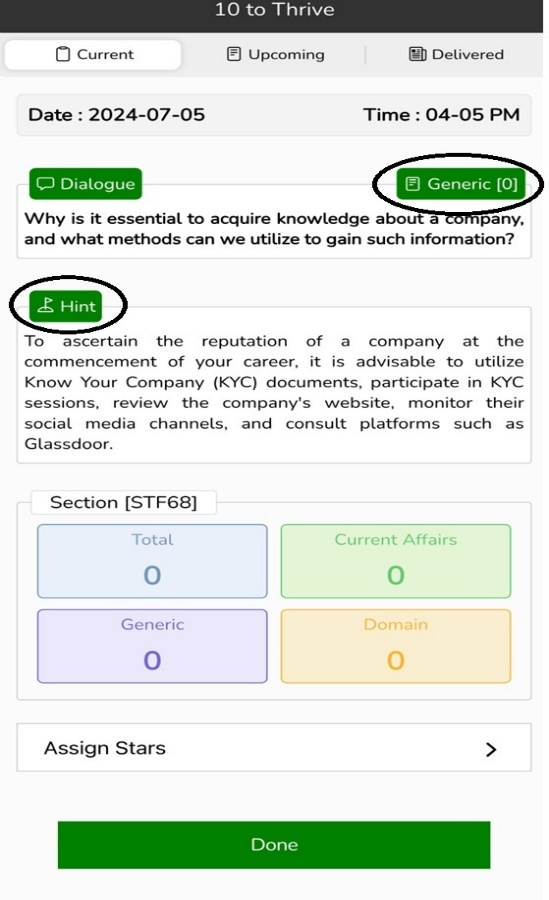 10 to Thrive
Current Upcoming Delivered
Date : 2024-07-05 Time : 04-05 PM
Dialogue Generic [0]
Why is it essential to acquire knowledge about a company,
and what methods can we utilize to gain such information?
Hint
To ascertain the reputation of a company at the
commencement of your career, it is advisable to utilize
Know Your Company (KYC) documents, participate in KYC
sessions, review the company's website, monitor their
social media channels, and consult platforms such as
Glassdoor.
Section [STF68]
Total Current Affairs
0 0
Generic Domain
0 0
Assign Stars
Done